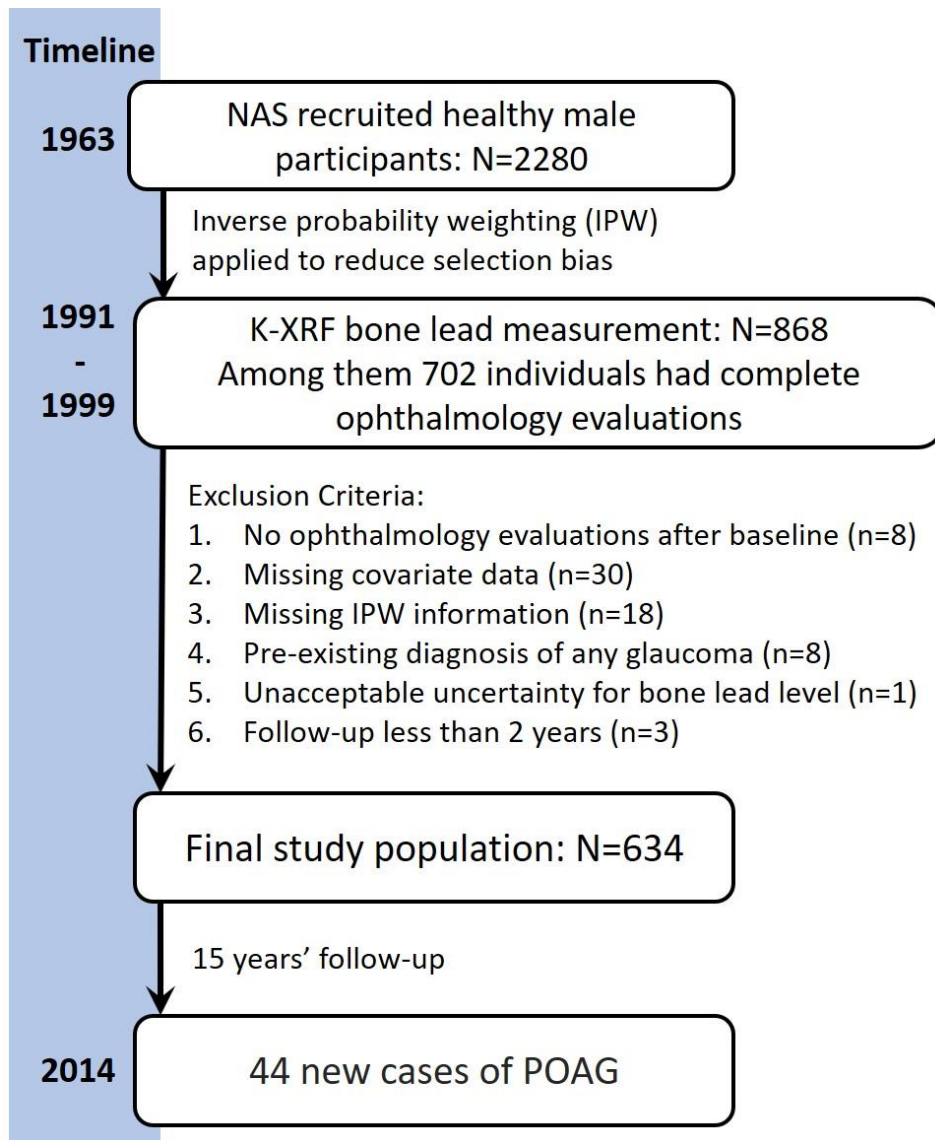 Timeline
1963
NAS recruited healthy male
participants: N=2280
Inverse probability weighting (IPW)
applied to reduce selection bias
1991
-
1999
K-XRF bone lead measurement: N=868
Among them 702 individuals had complete
ophthalmology evaluations
Exclusion Criteria:
1. No ophthalmology evaluations after baseline (n=8)
2. Missing covariate data (n=30)
3. Missing IPW information (n=18)
4. Pre-existing diagnosis of any glaucoma (n=8)
5. Unacceptable uncertainty for bone lead level (n=1)
6. Follow-up less than 2 years (n=3)
Final study population: N=634
15 years’ follow-up
2014
44 new cases of POAG